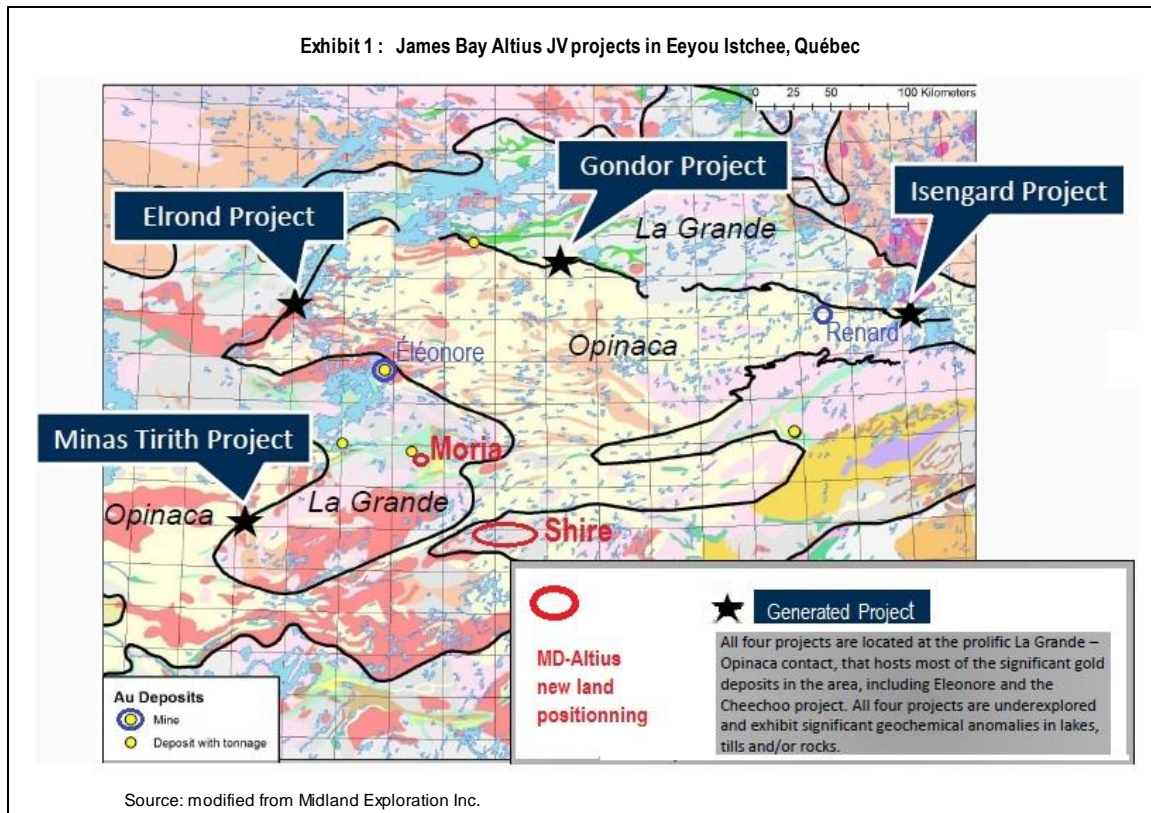 Exhibit 1 : James Bay Altius JV projects in Eeyou Istchee, Québec
0 25 50 100 Kilometers
Gondor Project
Isengard Project
Elrond Project
La Grande
Renard
Opinaca
Éléonore
Minas Tirith Project
Moria
La Grande
Opinaca
Shire
MD-Altius
new land
positionning
Generated Project
All four projects are located at the prolific La Grande –
Opinaca contact, that hosts most of the significant gold
deposits in the area, including Eleonore and the
Cheechoo project. All four projects are underexplored
and exhibit significant geochemical anomalies in lakes,
tills and/or rocks.
Au Deposits
Mine
Deposit with tonnage
Source: modified from Midland Exploration Inc.